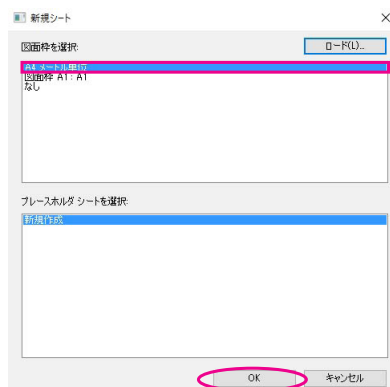 新規シート
図面枠を選択:
ロード(L)...
A4 メートル単位
図面枠 A1 : A1
なし
プレースホルダ シートを選択:
新規作成
OK
キャンセル